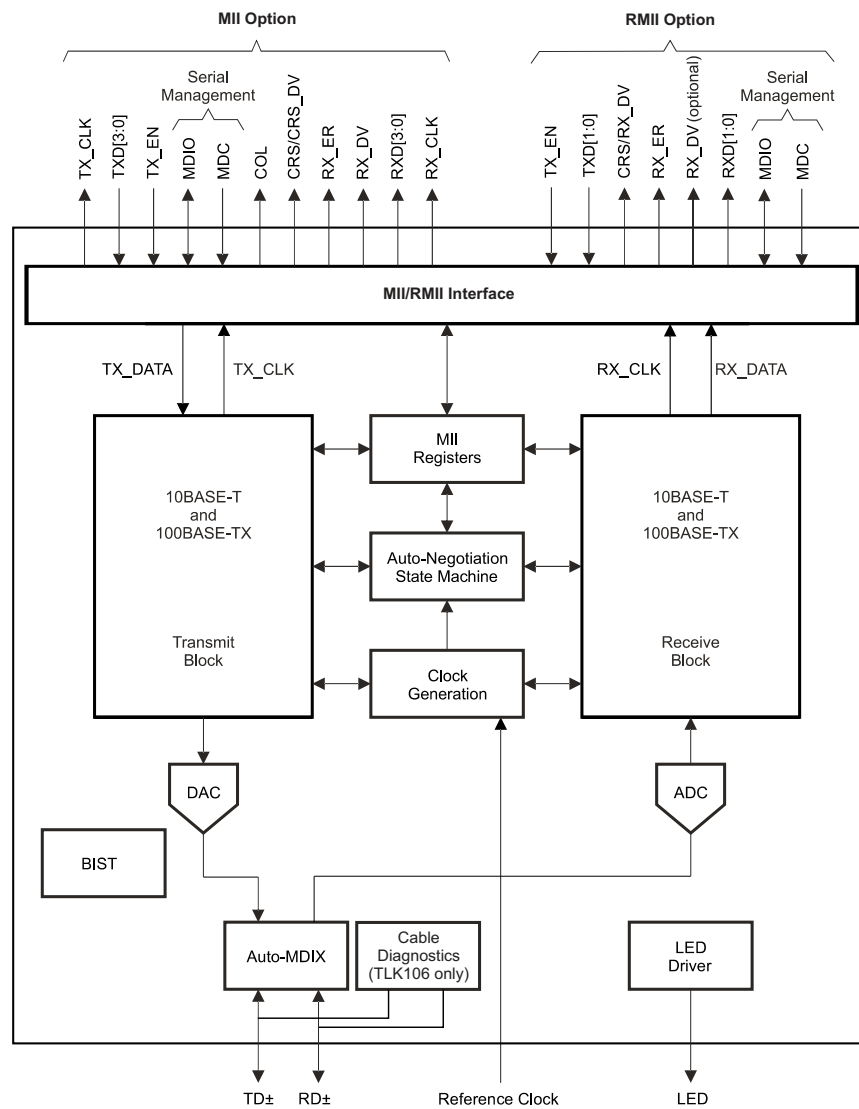 MII Option
RMII Option
Serial
Management
Serial
Management
TX_CLK
TXD[3:0]
TX_EN
MDIO
MDC
COL
CRS/CRS_DV
RX_ER
RX_DV
RXD[3:0]
RX_CLK
TX_EN
TXD[1:0]
CRS/RX_DV
RX_ER
RX_DV (optional)
RXD[1:0]
MDIO
MDC
MII/RMII Interface
TX_DATA
TX_CLK
RX_CLK
RX_DATA
10BASE-T
and
100BASE-TX
Transmit
Block
MII
Registers
Auto-Negotiation
State Machine
Clock
Generation
10BASE-T
and
100BASE-TX
Receive
Block
DAC
ADC
BIST
Auto-MDIX
Cable
Diagnostics
(TLK106 only)
LED
Driver
TD±
RD±
Reference Clock
LED